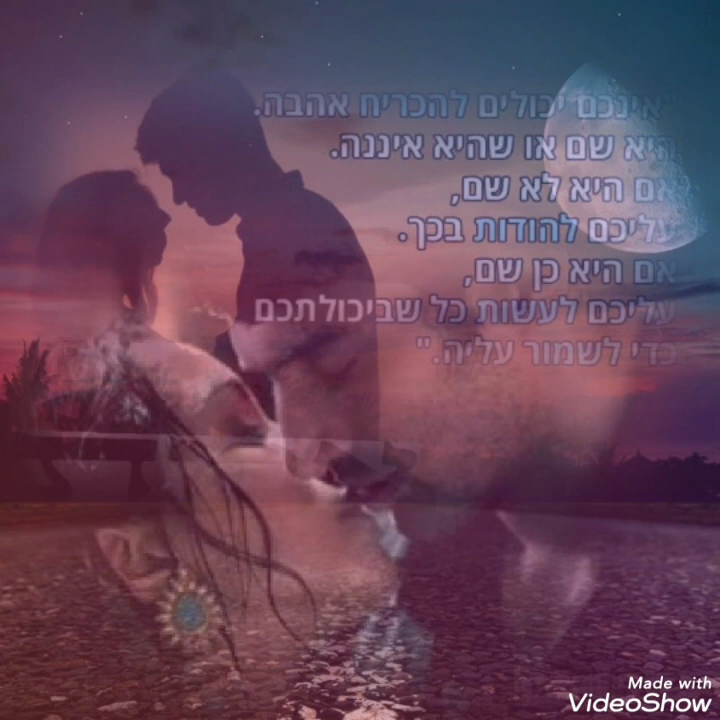 "אינכם יכולים להכריח אהבה.
היא שם או שהיא איננה.
אם היא לא שם,
עליכם להודות בכך.
אם היא כן שם,
עליכם לעשות כל שביכולתכם
כדי לשמור עליה."
Made with
VideoShow